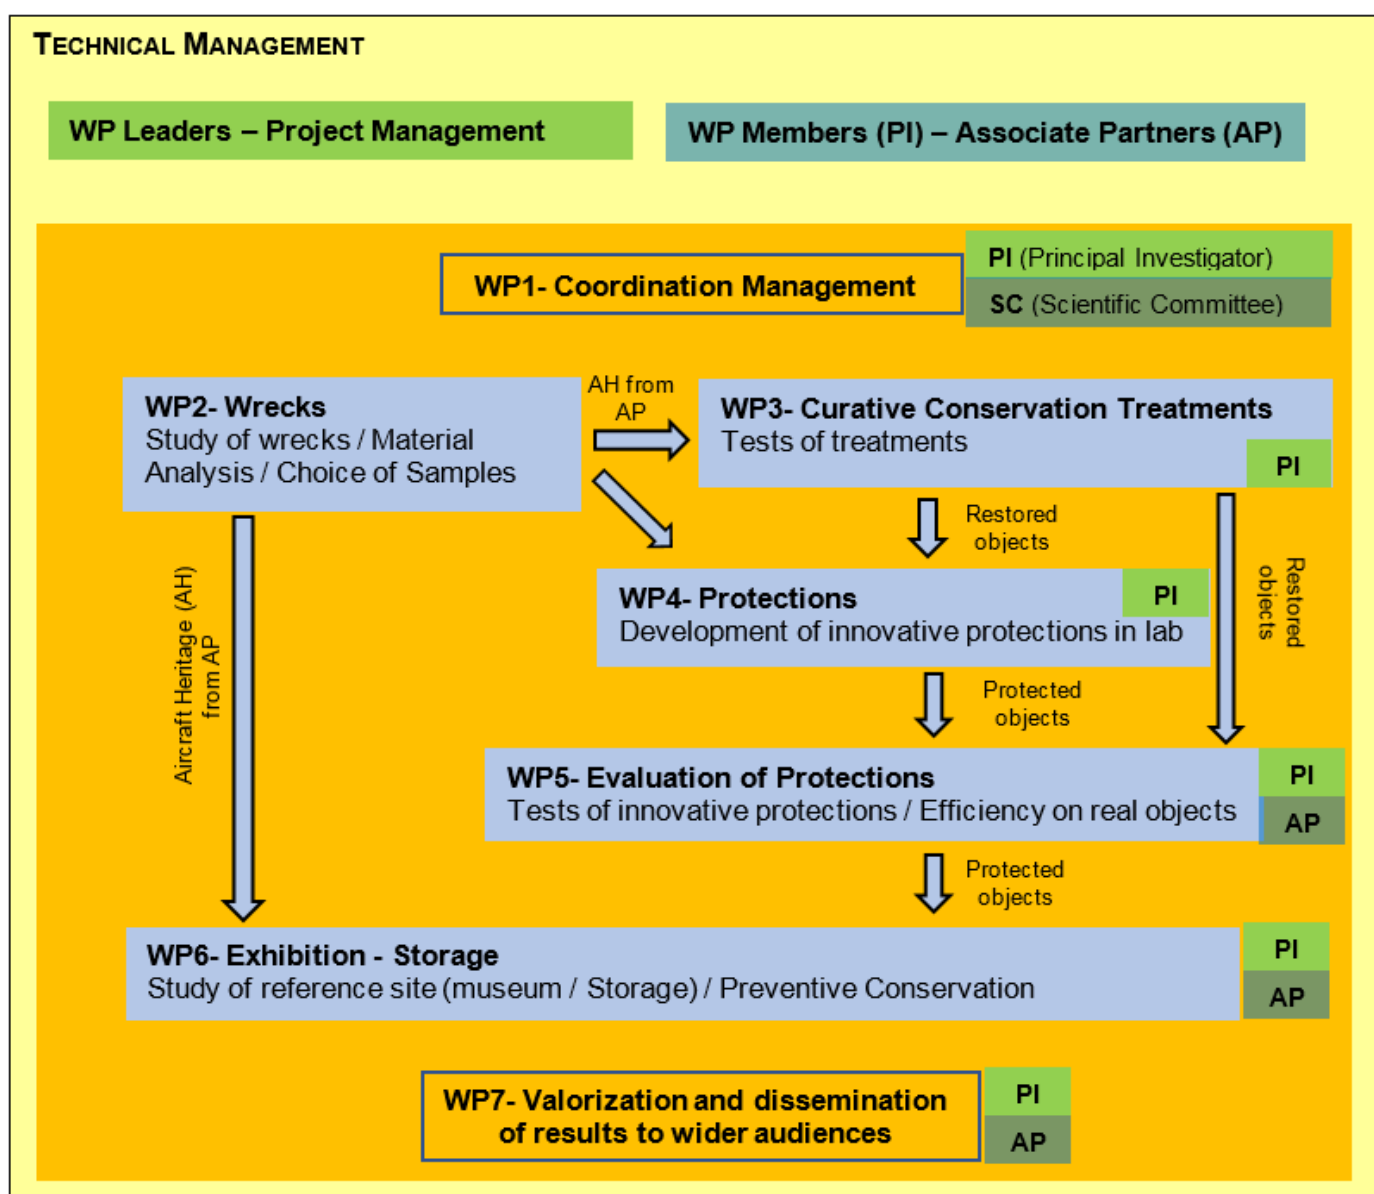 TECHNICAL MANAGEMENT
WP Leaders – Project Management
WP Members (PI) – Associate Partners (AP)
WP1- Coordination Management
PI (Principal Investigator)
SC (Scientific Committee)
WP2- Wrecks
Study of wrecks / Material
Analysis / Choice of Samples
AH from
AP
WP3- Curative Conservation Treatments
Tests of treatments
PI
Restored
objects
Restored
objects
WP4- Protections
PI
Development of innovative protections in lab
Aircraft Heritage (AH)
from AP
Protected
objects
WP5- Evaluation of Protections
Tests of innovative protections / Efficiency on real objects
PI
AP
Protected
objects
WP6- Exhibition - Storage
Study of reference site (museum / Storage) / Preventive Conservation
PI
AP
WP7- Valorization and dissemination
of results to wider audiences
PI
AP